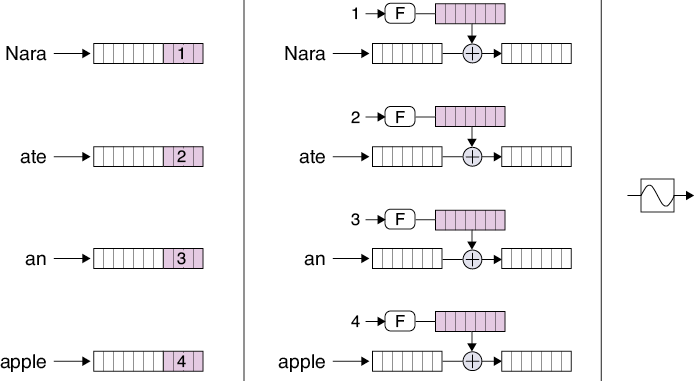 1 F
Nara 1 Nara
2 F
ate 2 ate
3 F
an 3 an
4 F
apple 4 apple